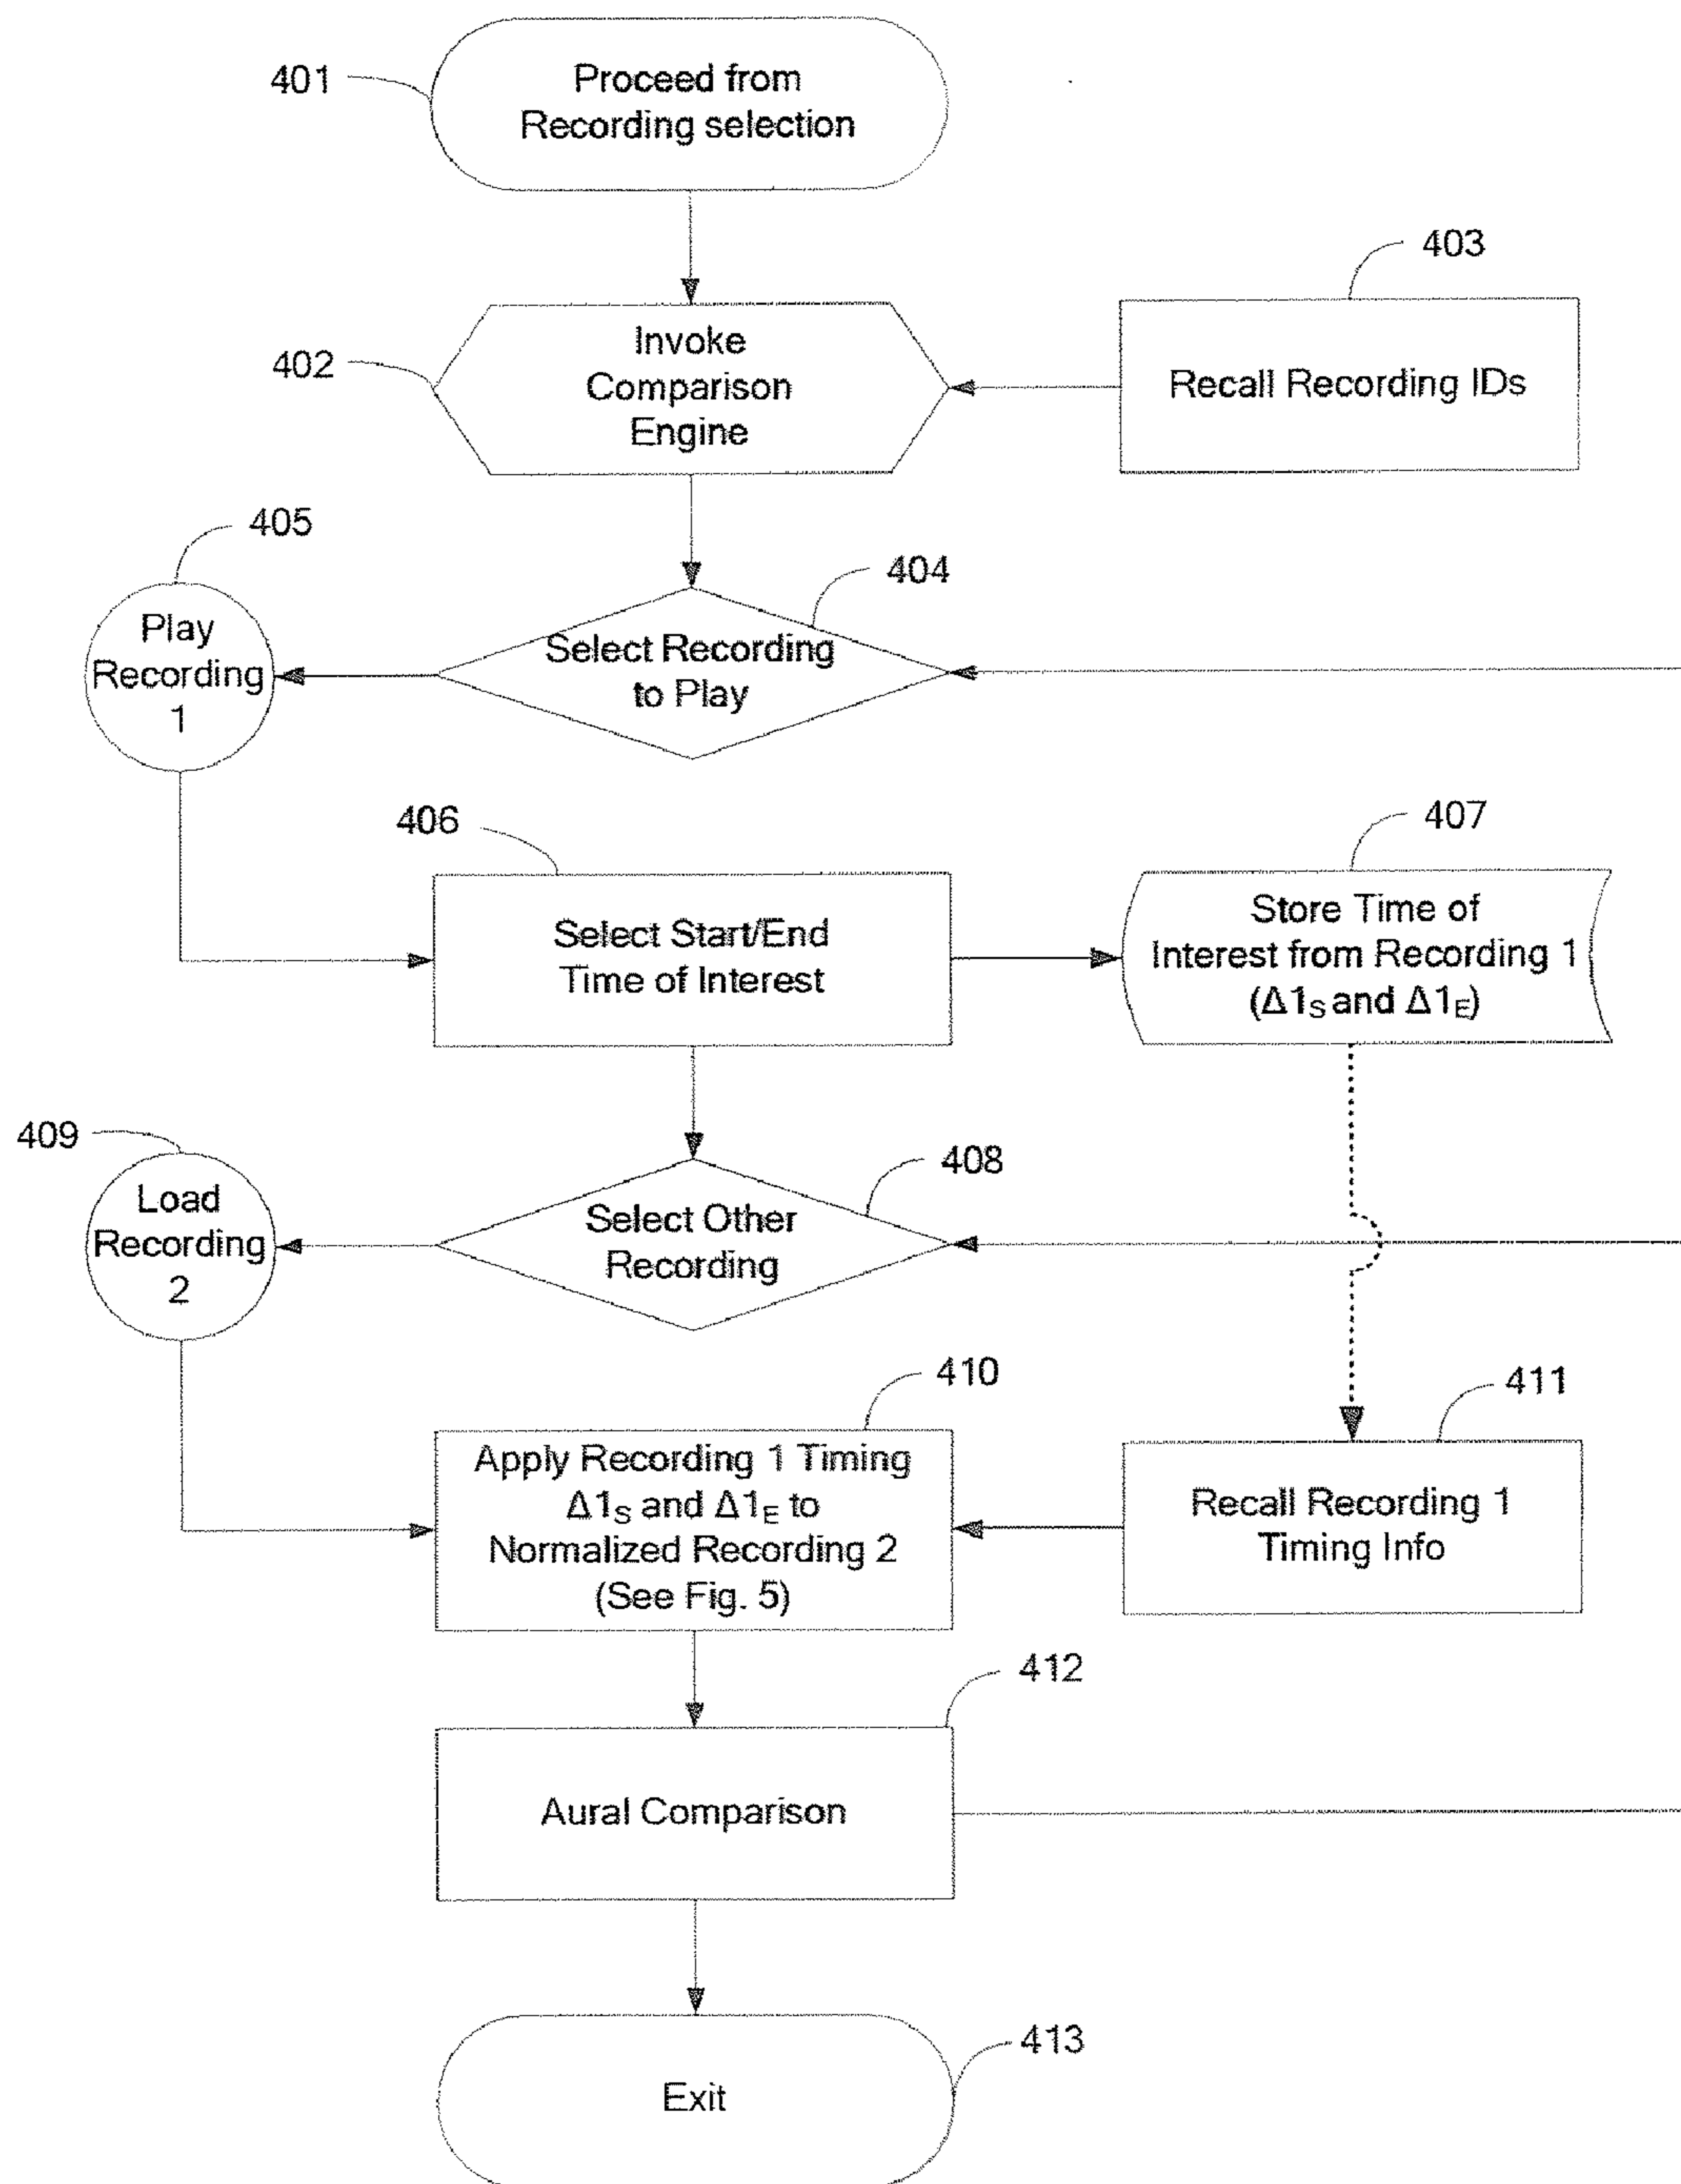 401
Proceed from
Recording selection
403
402
Invoke
Comparison
Engine
Recall Recording IDs
405
404
Play
Recording
1
Select Recording
to Play
406
407
Select Start/End
Time of Interest
Store Time of
Interest from Recording 1
(Δ1S and Δ1E)
409
408
Load
Recording
2
Select Other
Recording
410
411
Apply Recording 1 Timing
Δ1S and Δ1E to
Normalized Recording 2
(See Fig. 5)
Recall Recording 1
Timing Info
412
Aural Comparison
413
Exit